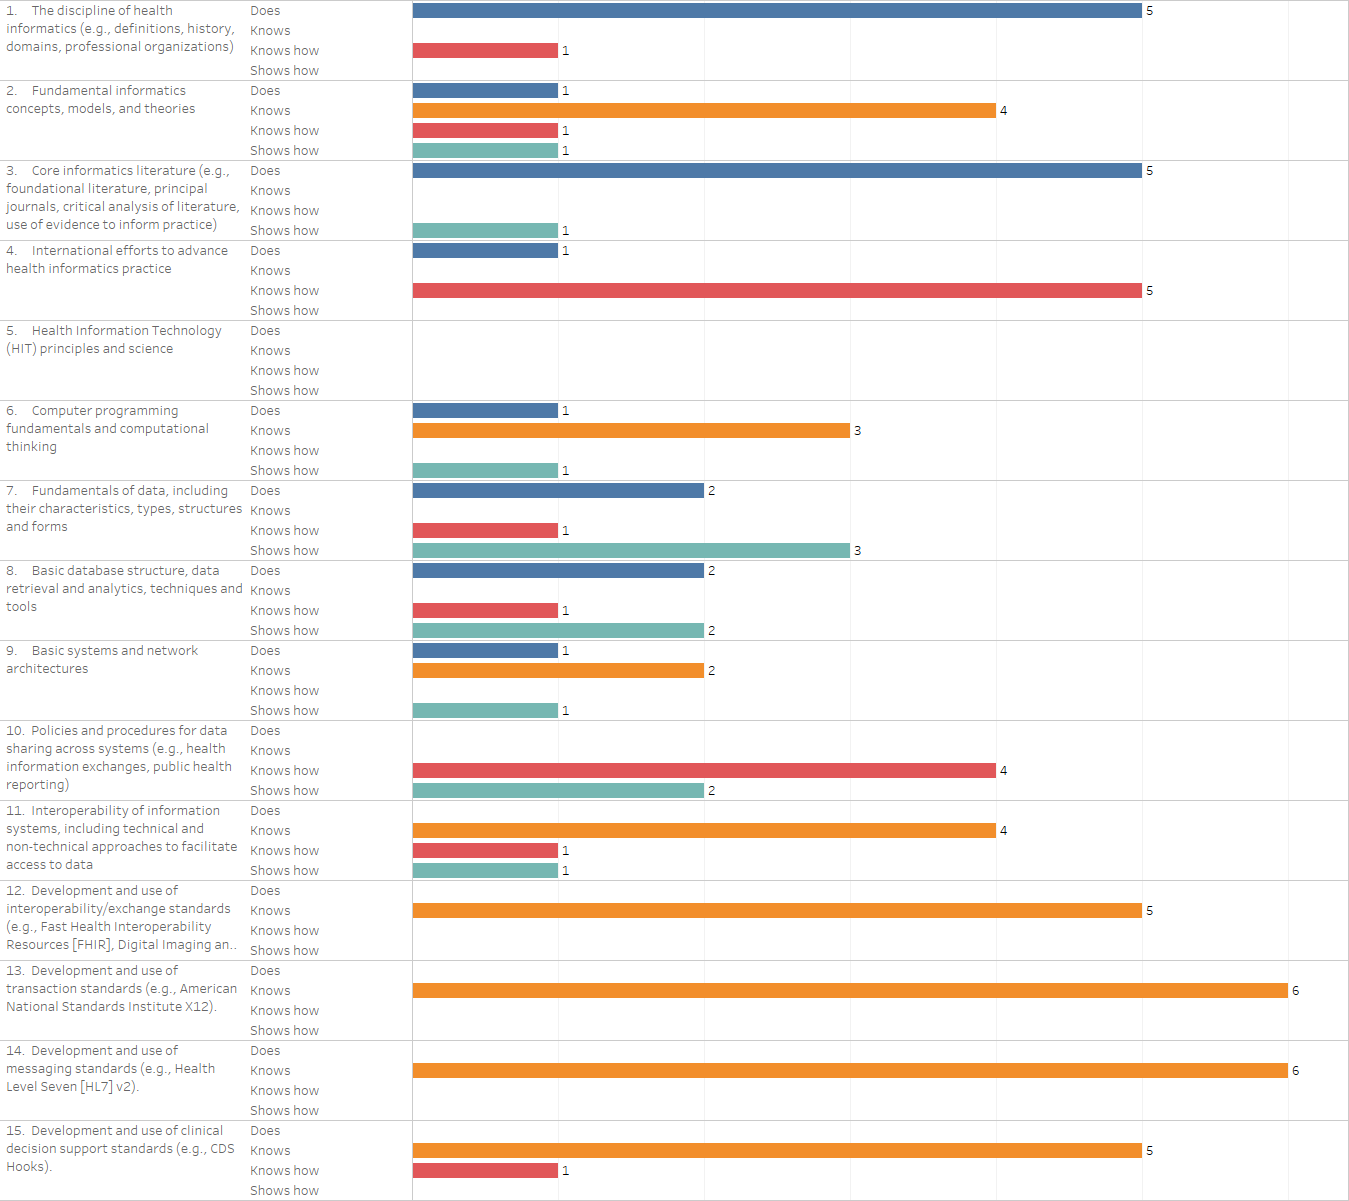 1. The discipline of health
informatics (e.g., definitions, history,
domains, professional organizations)
Does 5
Knows
Knows how 1
Shows how
2. Fundamental informatics
concepts, models, and theories
Does 1
Knows 4
Knows how 1
Shows how 1
3. Core informatics literature (e.g.,
foundational literature, principal
journals, critical analysis of literature,
use of evidence to inform practice)
Does 5
Knows
Knows how
Shows how 1
4. International efforts to advance
health informatics practice
Does 1
Knows
Knows how 5
Shows how
5. Health Information Technology
(HIT) principles and science
Does
Knows
Knows how
Shows how
6. Computer programming
fundamentals and computational
thinking
Does 1
Knows 3
Knows how
Shows how 1
7. Fundamentals of data, including
their characteristics, types, structures
and forms
Does 2
Knows
Knows how 1
Shows how 3
8. Basic database structure, data
retrieval and analytics, techniques and
tools
Does 2
Knows
Knows how 1
Shows how 2
9. Basic systems and network
architectures
Does 1
Knows 2
Knows how
Shows how 1
10. Policies and procedures for data
sharing across systems (e.g., health
information exchanges, public health
reporting)
Does
Knows
Knows how 4
Shows how 2
11. Interoperability of information
systems, including technical and
non-technical approaches to facilitate
access to data
Does
Knows 4
Knows how 1
Shows how 1
12. Development and use of
interoperability/exchange standards
(e.g., Fast Health Interoperability
Resources [FHIR], Digital Imaging an..
Does
Knows 5
Knows how
Shows how
13. Development and use of
transaction standards (e.g., American
National Standards Institute X12).
Does
Knows 6
Knows how
Shows how
14. Development and use of
messaging standards (e.g., Health
Level Seven [HL7] v2).
Does
Knows 6
Knows how
Shows how
15. Development and use of clinical
decision support standards (e.g., CDS
Hooks).
Does
Knows 5
Knows how 1
Shows how